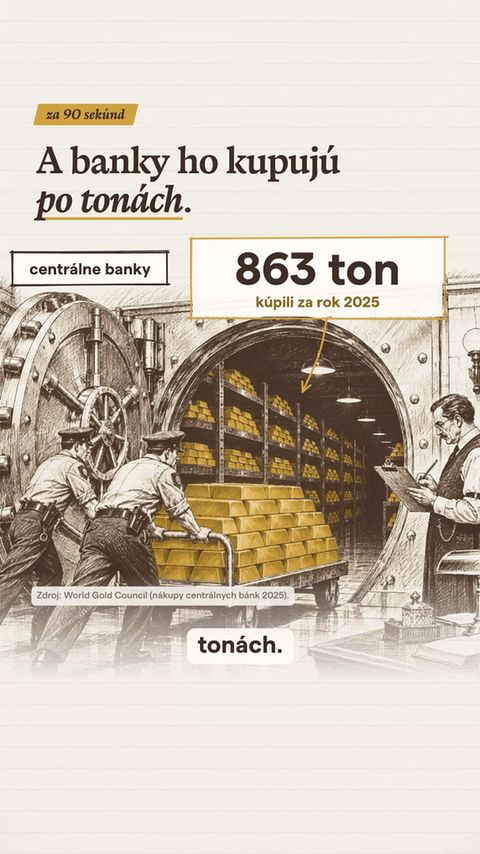 za 90 sekúnd
A banky ho kupujú
po tonách.
centrálne banky
863 ton
kúpili za rok 2025
Zdroj: World Gold Council (nákupy centrálnych bánk 2025).
tonách.